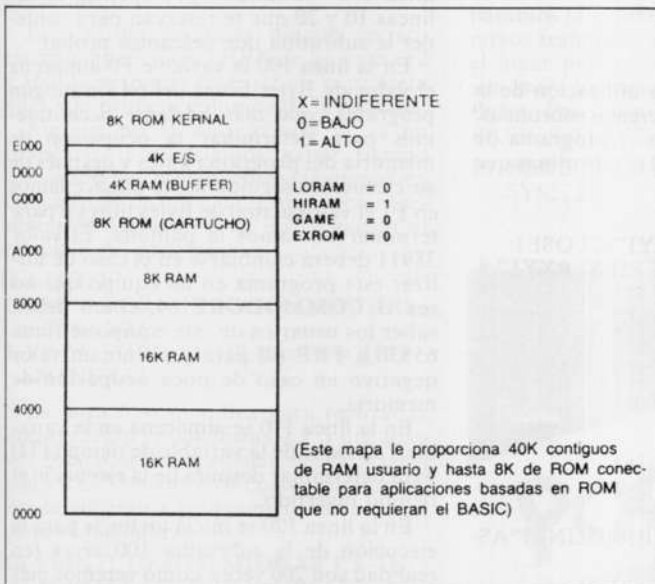 8K ROM KERNAL
E000
4K E/S
D000
4K RAM (BUFFER)
C000
8K ROM (CARTUCHO)
A000
8K RAM
8000
16K RAM
4000
16K RAM
0000
X = INDIFERENTE
0 = BAJO
1 = ALTO
LORAM = 0
HIRAM = 1
GAME = 0
EXROM = 0
(Este mapa le proporciona 40K contiguos
de RAM usuario y hasta 8K de ROM conec-
table para aplicaciones basadas en ROM
que no requieran el BASIC)